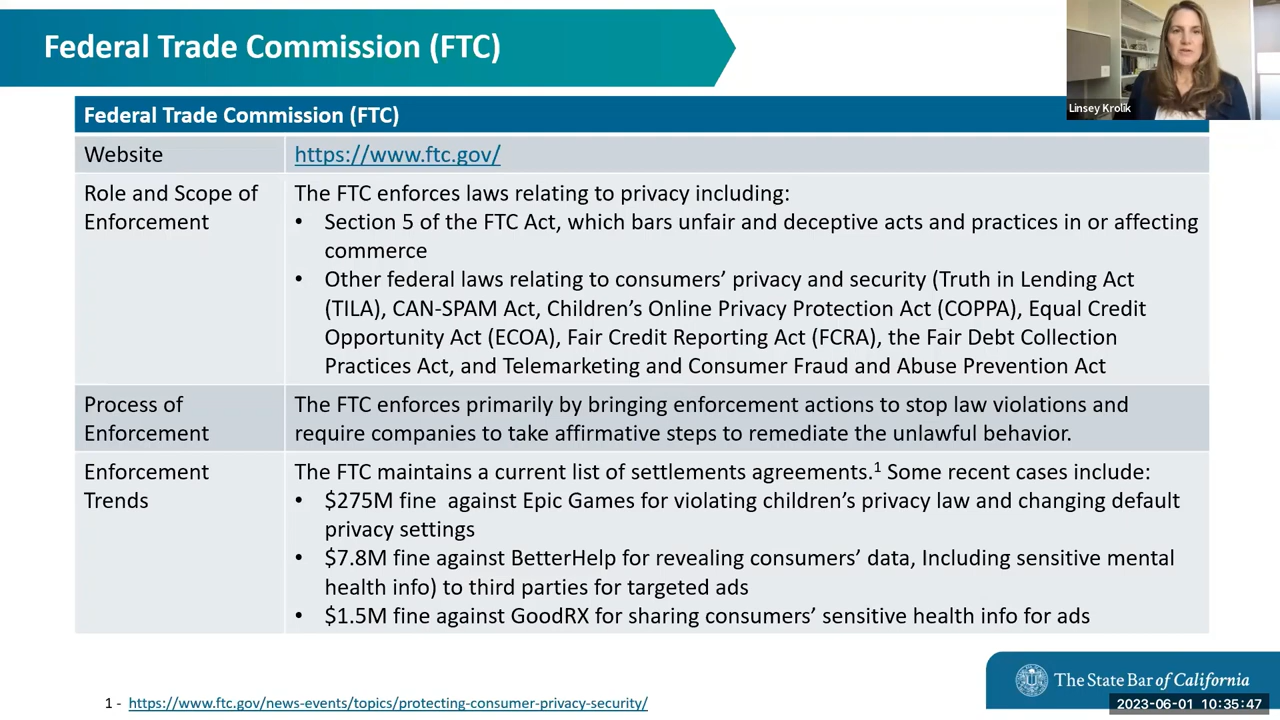 Federal Trade Commission (FTC)
Linsey Krolik
Federal Trade Commission (FTC)
Website
https://www.ftc.gov/
Role and Scope of
Enforcement
The FTC enforces laws relating to privacy including:
• Section 5 of the FTC Act, which bars unfair and deceptive acts and practices in or affecting
commerce
• Other federal laws relating to consumers’ privacy and security (Truth in Lending Act
(TILA), CAN-SPAM Act, Children’s Online Privacy Protection Act (COPPA), Equal Credit
Opportunity Act (ECOA), Fair Credit Reporting Act (FCRA), the Fair Debt Collection
Practices Act, and Telemarketing and Consumer Fraud and Abuse Prevention Act
Process of
Enforcement
The FTC enforces primarily by bringing enforcement actions to stop law violations and
require companies to take affirmative steps to remediate the unlawful behavior.
Enforcement
Trends
The FTC maintains a current list of settlements agreements.¹ Some recent cases include:
• $275M fine against Epic Games for violating children’s privacy law and changing default
privacy settings
• $7.8M fine against BetterHelp for revealing consumers’ data, Including sensitive mental
health info) to third parties for targeted ads
• $1.5M fine against GoodRX for sharing consumers’ sensitive health info for ads
The State Bar of California
1 - https://www.ftc.gov/news-events/topics/protecting-consumer-privacy-security/
2023-06-01 10:35:47